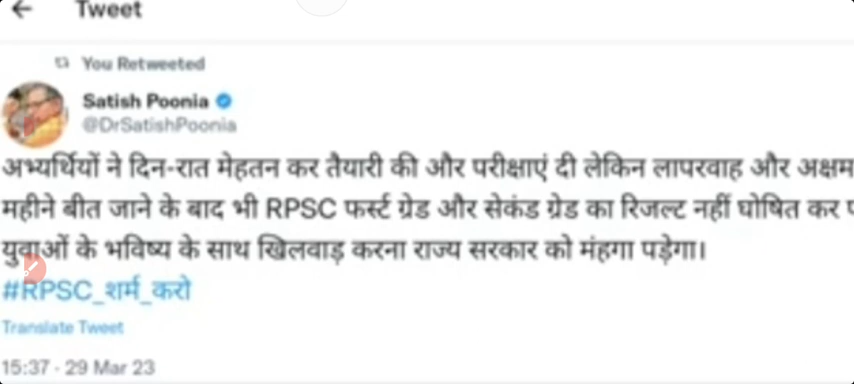 Tweet
You Retweeted
Satish Poonia
@DrSatishPoonia
अभ्यर्थियों ने दिन-रात मेहतन कर तैयारी की और परीक्षाएं दी लेकिन लापरवाह और अक्षम
महीने बीत जाने के बाद भी RPSC फर्स्ट ग्रेड और सेकंड ग्रेड का रिजल्ट नहीं घोषित कर
युवाओं के भविष्य के साथ खिलवाड़ करना राज्य सरकार को मंहगा पड़ेगा।
#RPSC_शर्म_करो
Translate Tweet
15:37 - 29 Mar 23